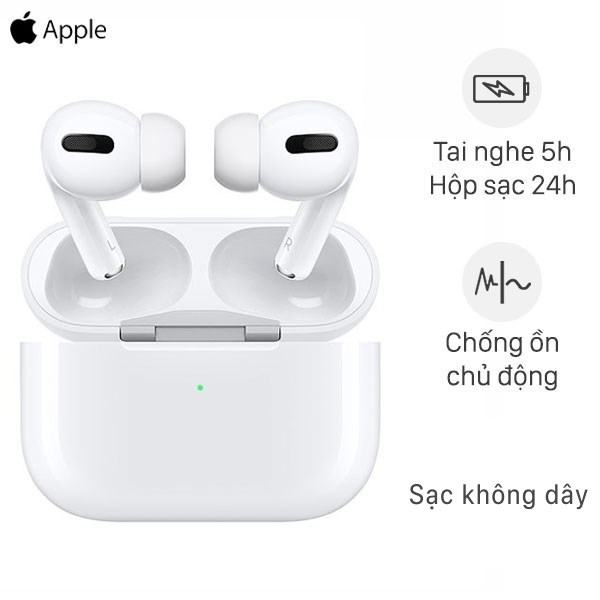 Apple
Tai nghe 5h
Hộp sạc 24h
L
R
Chống ồn
chủ động
Sạc không dây